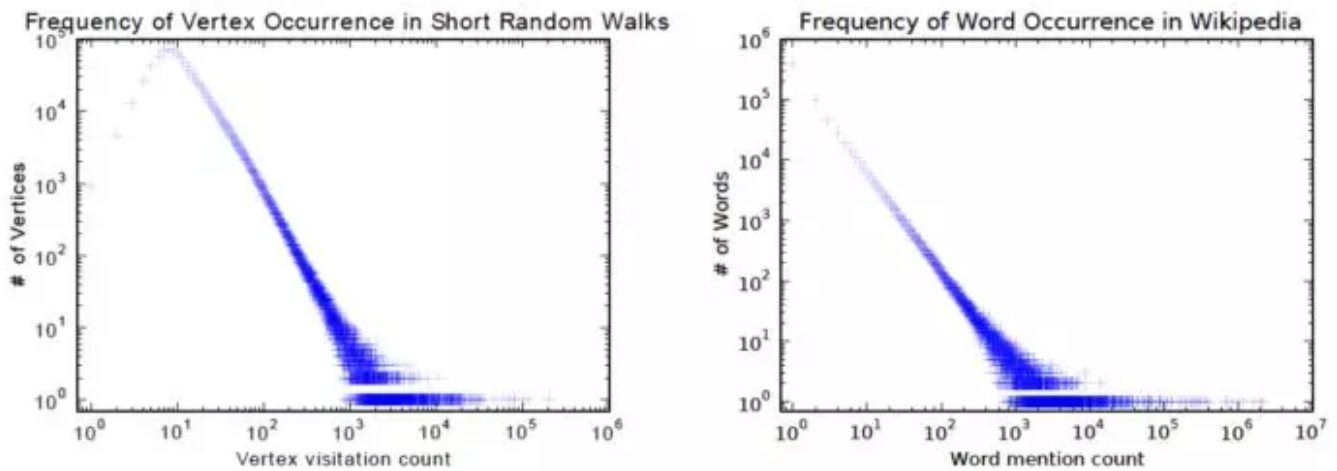 Frequency of Vertex Occurrence in Short Random Walks
# of Vertices
10^5
10^4
10^3
10^2
10^1
10^0
10^0 10^1 10^2 10^3 10^4 10^5 10^6
Vertex visitation count
Frequency of Word Occurrence in Wikipedia
# of Words
10^6
10^5
10^4
10^3
10^2
10^1
10^0
10^0 10^1 10^2 10^3 10^4 10^5 10^6 10^7
Word mention count